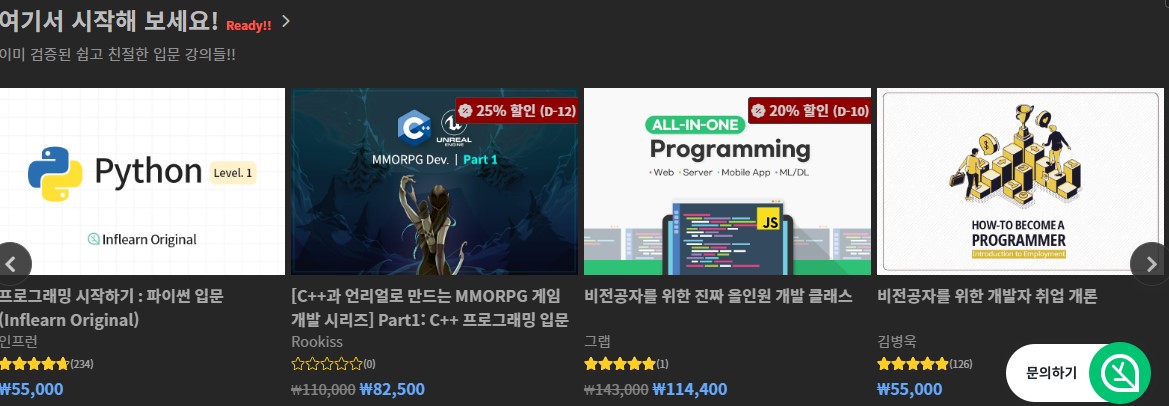 여기서 시작해 보세요! Ready!!
이미 검증된 쉽고 친절한 입문 강의들!!
Python Level. 1
Inflearn Original
프로그래밍 시작하기 : 파이썬 입문
(Inflearn Original)
인프런
(234)
₩55,000
25% 할인 (D-12)
UNREAL
ENGINE
MMORPG Dev. | Part 1
[C++과 언리얼로 만드는 MMORPG 게임
개발 시리즈] Part1: C++ 프로그래밍 입문
Rookiss
(0)
₩110,000 ₩82,500
20% 할인 (D-10)
ALL-IN-ONE
Programming
• Web • Server • Mobile App • ML/DL
JS
비전공자를 위한 진짜 올인원 개발 클래스
그랩
(1)
₩143,000 ₩114,400
HOW-TO BECOME A
PROGRAMMER
Introduction to Employment
비전공자를 위한 개발자 취업 개론
김병욱
(126)
₩55,000
문의하기